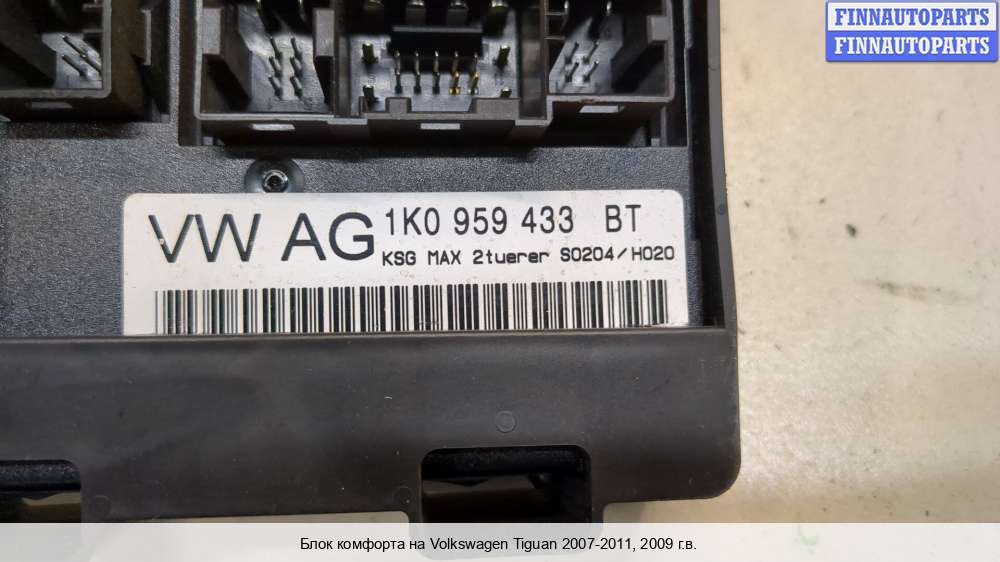 FINNAUTOPARTS
FINNAUTOPARTS
VW AG 1K0 959 433 BT
KSG MAX 2tuerer S0204/H020
Блок комфорта на Volkswagen Tiguan 2007-2011, 2009 г.в.